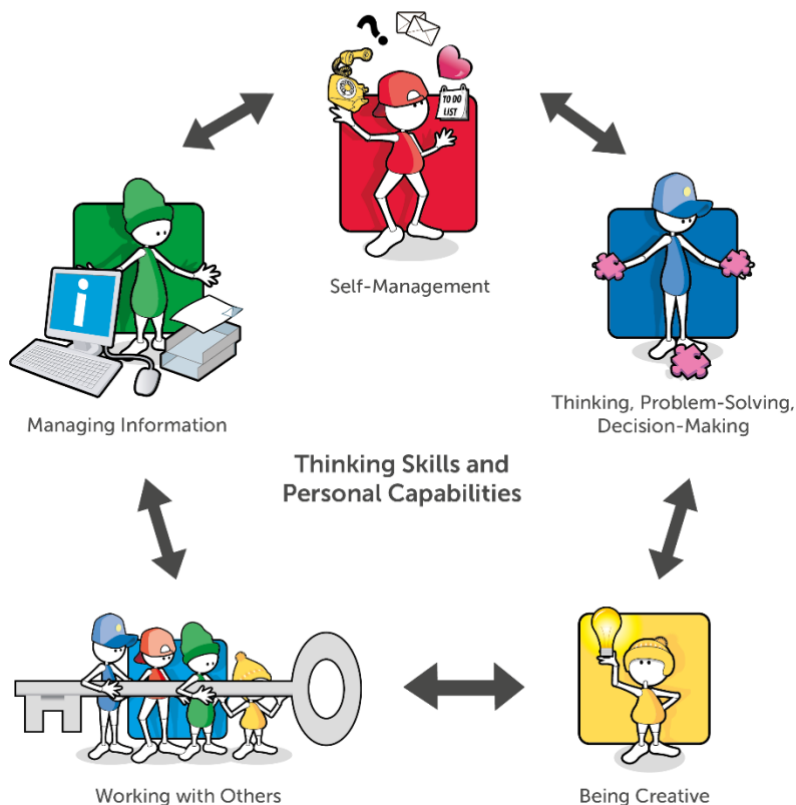 ?
TO DO
LIST
Self-Management
i
Managing Information
Thinking, Problem-Solving,
Decision-Making
Thinking Skills and
Personal Capabilities
Working with Others
Being Creative